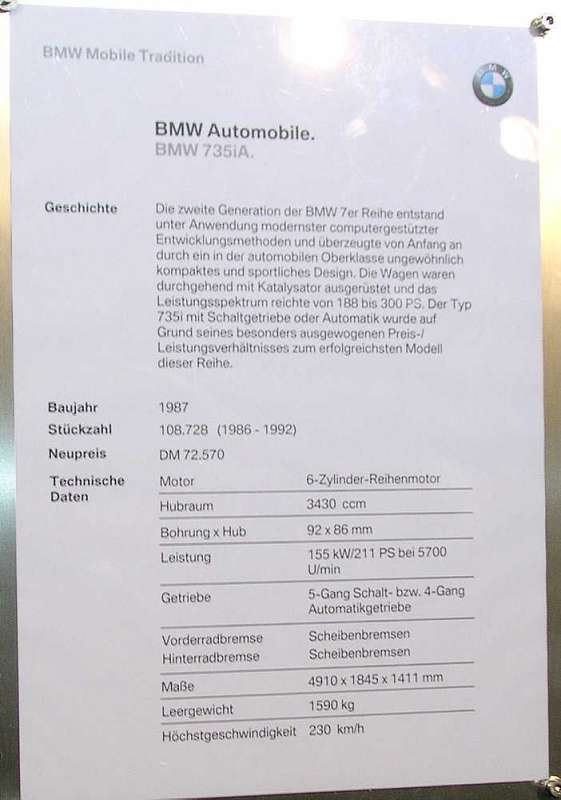 BMW Mobile Tradition
BMW
BMW Automobile.
BMW 735iA.
Geschichte
Die zweite Generation der BMW 7er Reihe entstand
unter Anwendung modernster computergestützter
Entwicklungsmethoden und überzeugte von Anfang an
durch ein in der automobilen Oberklasse ungewöhnlich
kompaktes und sportliches Design. Die Wagen waren
durchgehend mit Katalysator ausgerüstet und das
Leistungsspektrum reichte von 188 bis 300 PS. Der Typ
735i mit Schaltgetriebe oder Automatik wurde auf
Grund seines besonders ausgewogenen Preis-/
Leistungsverhältnisses zum erfolgreichsten Modell
dieser Reihe.
Baujahr 1987
Stückzahl 108.728 (1986 - 1992)
Neupreis DM 72.570
Technische Daten
Motor 6-Zylinder-Reihenmotor
Hubraum 3430 ccm
Bohrung x Hub 92 x 86 mm
Leistung 155 kW/211 PS bei 5700
U/min
Getriebe 5-Gang Schalt- bzw. 4-Gang
Automatikgetriebe
Vorderradbremse Scheibenbremsen
Hinterradbremse Scheibenbremsen
Maße 4910 x 1845 x 1411 mm
Leergewicht 1590 kg
Höchstgeschwindigkeit 230 km/h